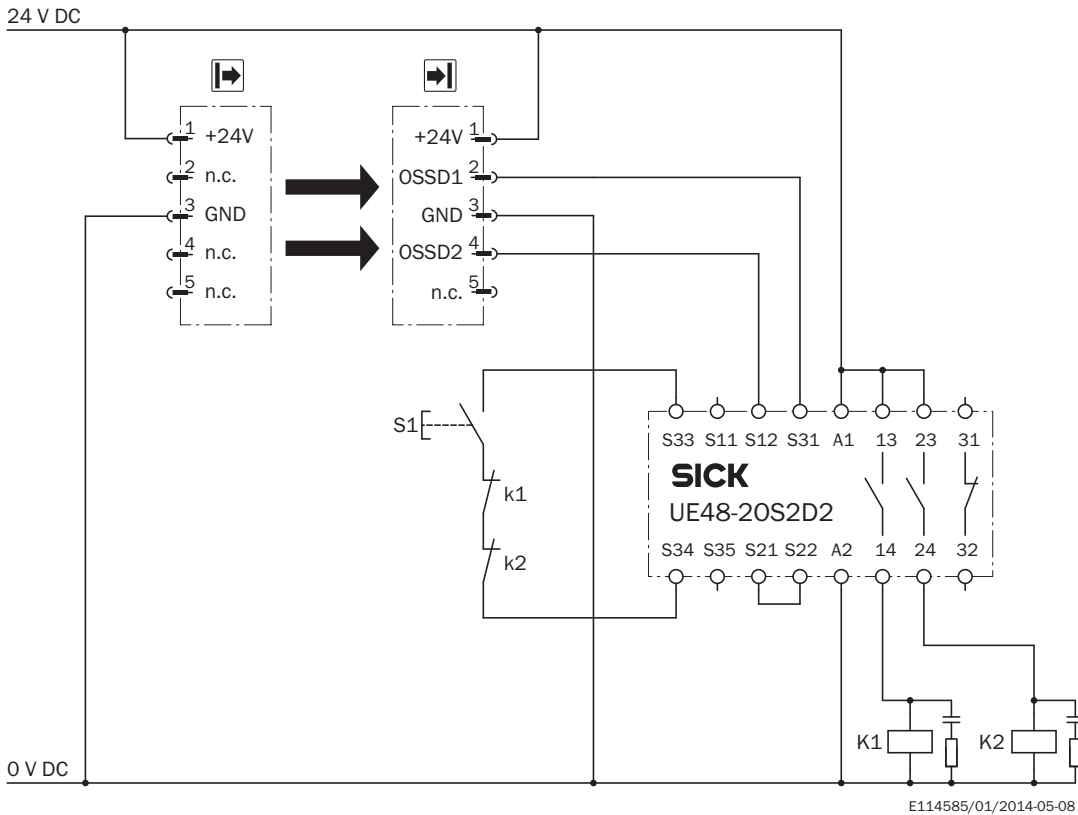 24 V DC
1 +24V
2 n.c.
3 GND
4 n.c.
5 n.c.
+24V 1
OSSD1 2
GND 3
OSSD2 4
n.c. 5
S1
k1
k2
S33 S11 S12 S31 A1 13 23 31
SICK
UE48-2OS2D2
S34 S35 S21 S22 A2 14 24 32
K1
K2
0 V DC
E114585/01/2014-05-08